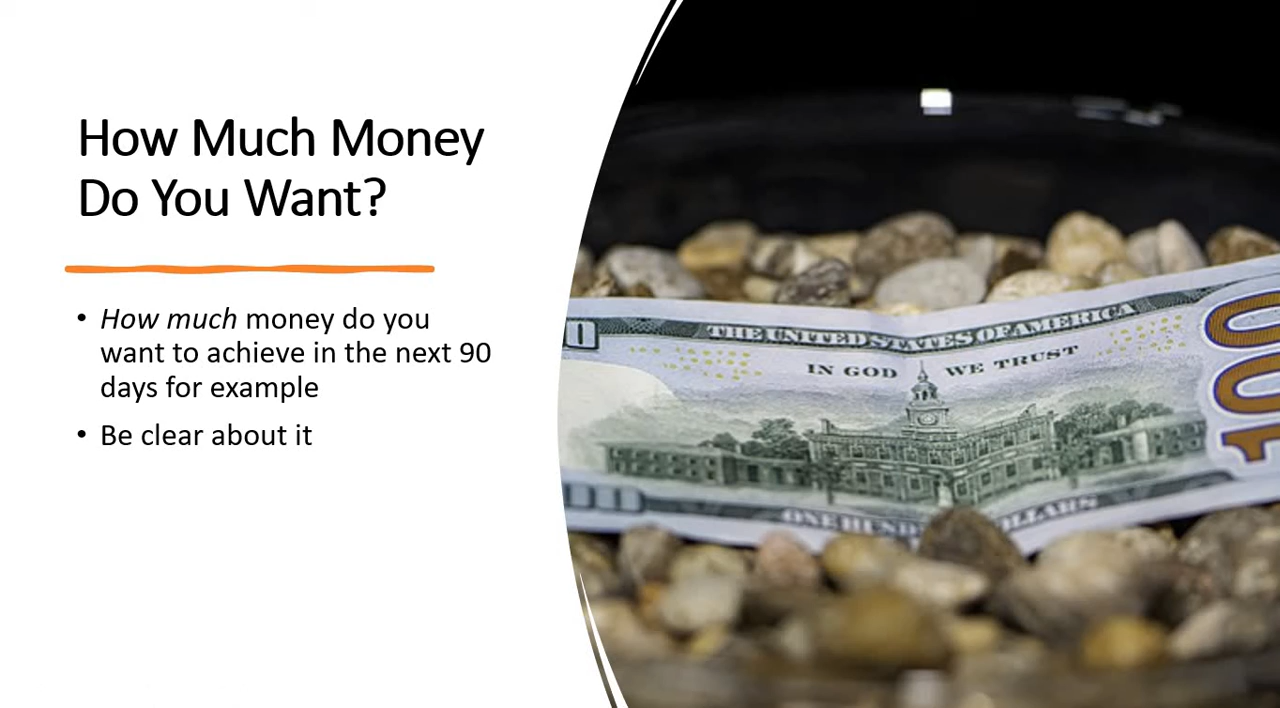 How Much Money
Do You Want?
• How much money do you
want to achieve in the next 90
days for example
• Be clear about it
THE UNITED STATES OF AMERICA
IN GOD WE TRUST
100